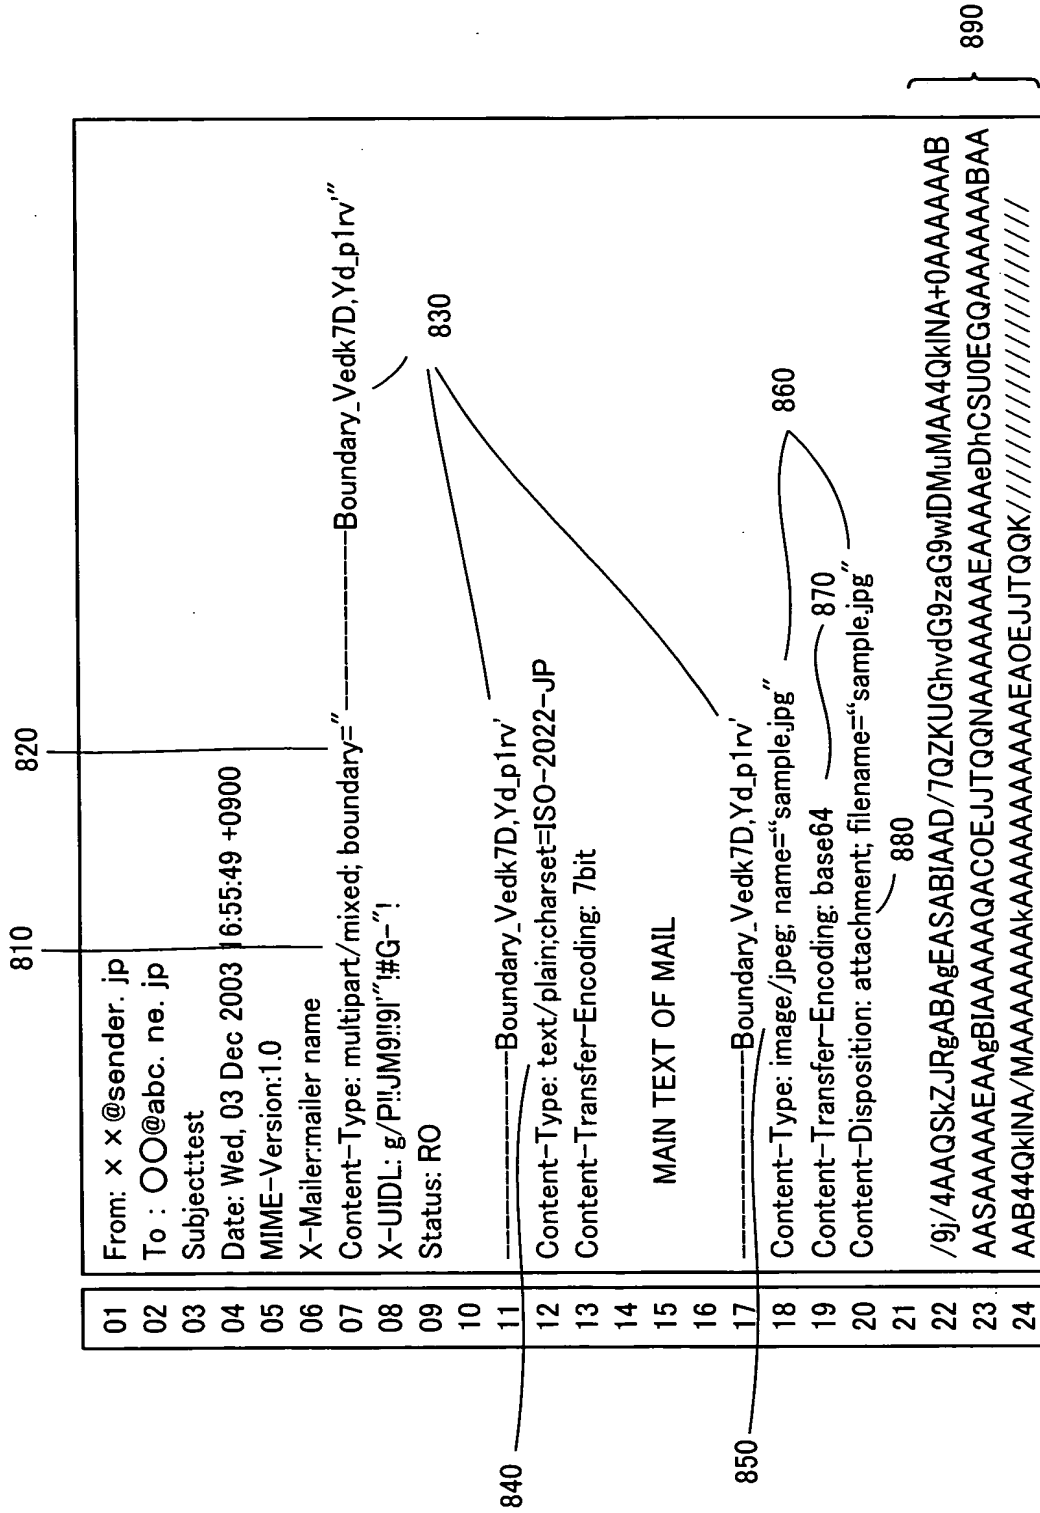 810
820
01 From: × ×@sender. jp
02 To : ○○@abc. ne. jp
03 Subject:test
04 Date: Wed, 03 Dec 2003 16:55:49 +0900
05 MIME-Version:1.0
06 X-Mailer:mailer name
07 Content-Type: multipart/mixed; boundary="----------------Boundary_Vedk7D,Yd_p1rv'"
08 X-UIDL: g/P!!JM9!!9!'"!#G-"!
09 Status: RO
830
10
11 ----------------Boundary_Vedk7D,Yd_p1rv'
12 Content-Type: text/plain;charset=ISO-2022-JP
13 Content-Transfer-Encoding: 7bit
840
14
15 MAIN TEXT OF MAIL
16
17 ----------------Boundary_Vedk7D,Yd_p1rv'
18 Content-Type: image/jpeg; name="sample.jpg"
860
850
19 Content-Transfer-Encoding: base64
870
20 Content-Disposition: attachment; filename="sample.jpg"
880
21
22 /9j/4AAQSkZJRgABAgEASABIAAD/7QZKUGhvdG9zaG9wIDMuMAA4QkINA+0AAAAAAB
23 AASAAAAAEAAgBIAAAAAQACOEJJTQQNAAAAAAAEAAAAeDhCSU0EGQAAAAAABAA
24 AAB44QkINA/MAAAAAAAkAAAAAAAAAAAEAOEJJTQQK//////////////////////
890